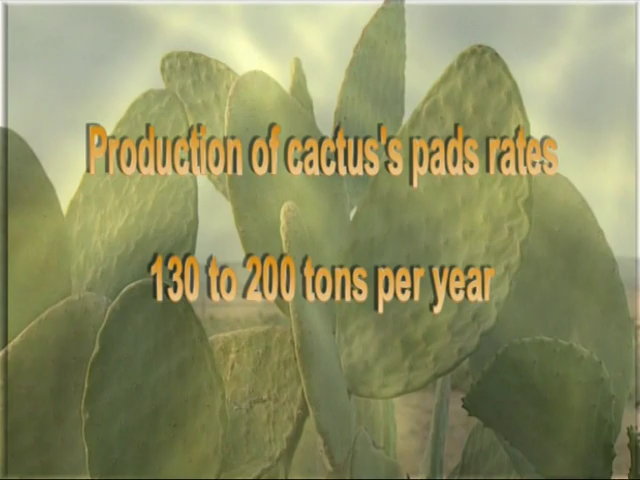 Production of cactus's pads rates
130 to 200 tons per year